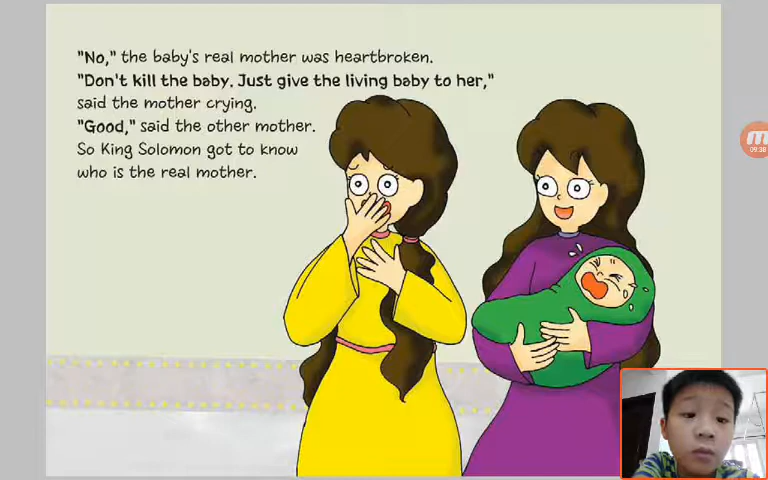 "No," the baby's real mother was heartbroken.
"Don't kill the baby. Just give the living baby to her,"
said the mother crying.
"Good," said the other mother.
So King Solomon got to know
who is the real mother.
M
09:38